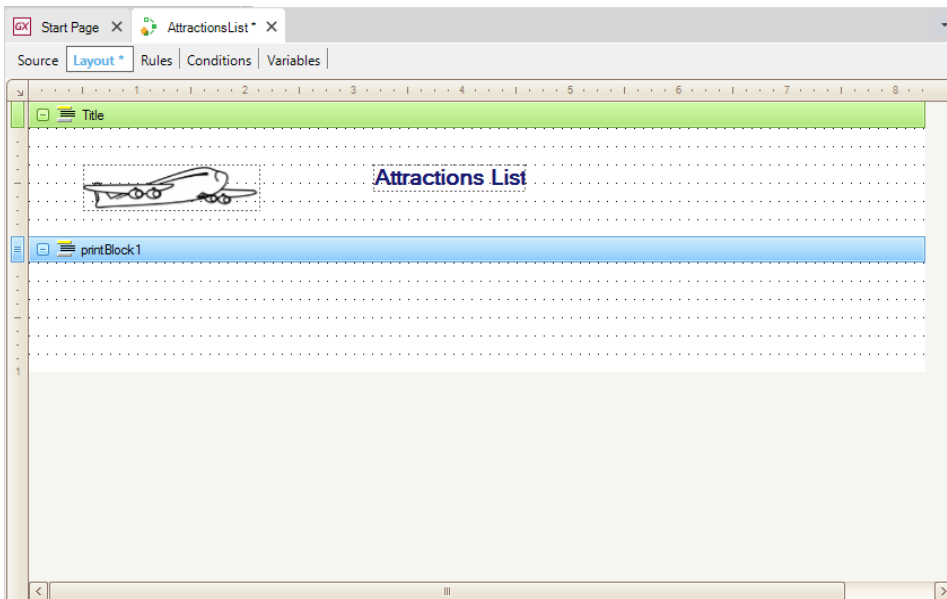 GX Start Page X AttractionsList * X
Source Layout * Rules Conditions Variables
1 2 3 4 5 6 7 8
Title
Attractions List
printBlock1
1